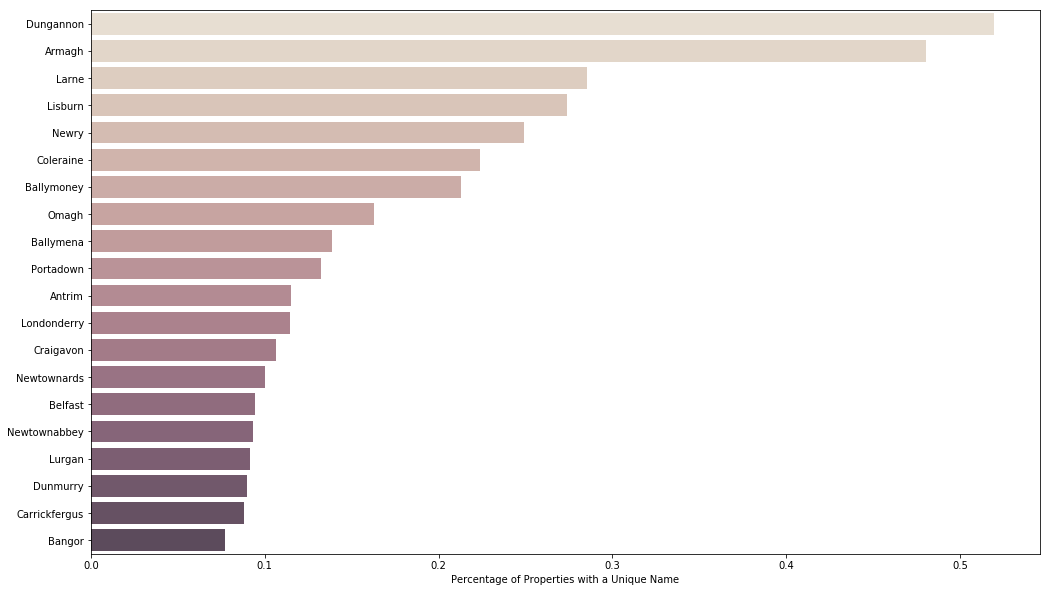 Dungannon
Armagh
Larne
Lisburn
Newry
Coleraine
Ballymoney
Omagh
Ballymena
Portadown
Antrim
Londonderry
Craigavon
Newtownards
Belfast
Newtownabbey
Lurgan
Dunmurry
Carrickfergus
Bangor
0.0 0.1 0.2 0.3 0.4 0.5
Percentage of Properties with a Unique Name